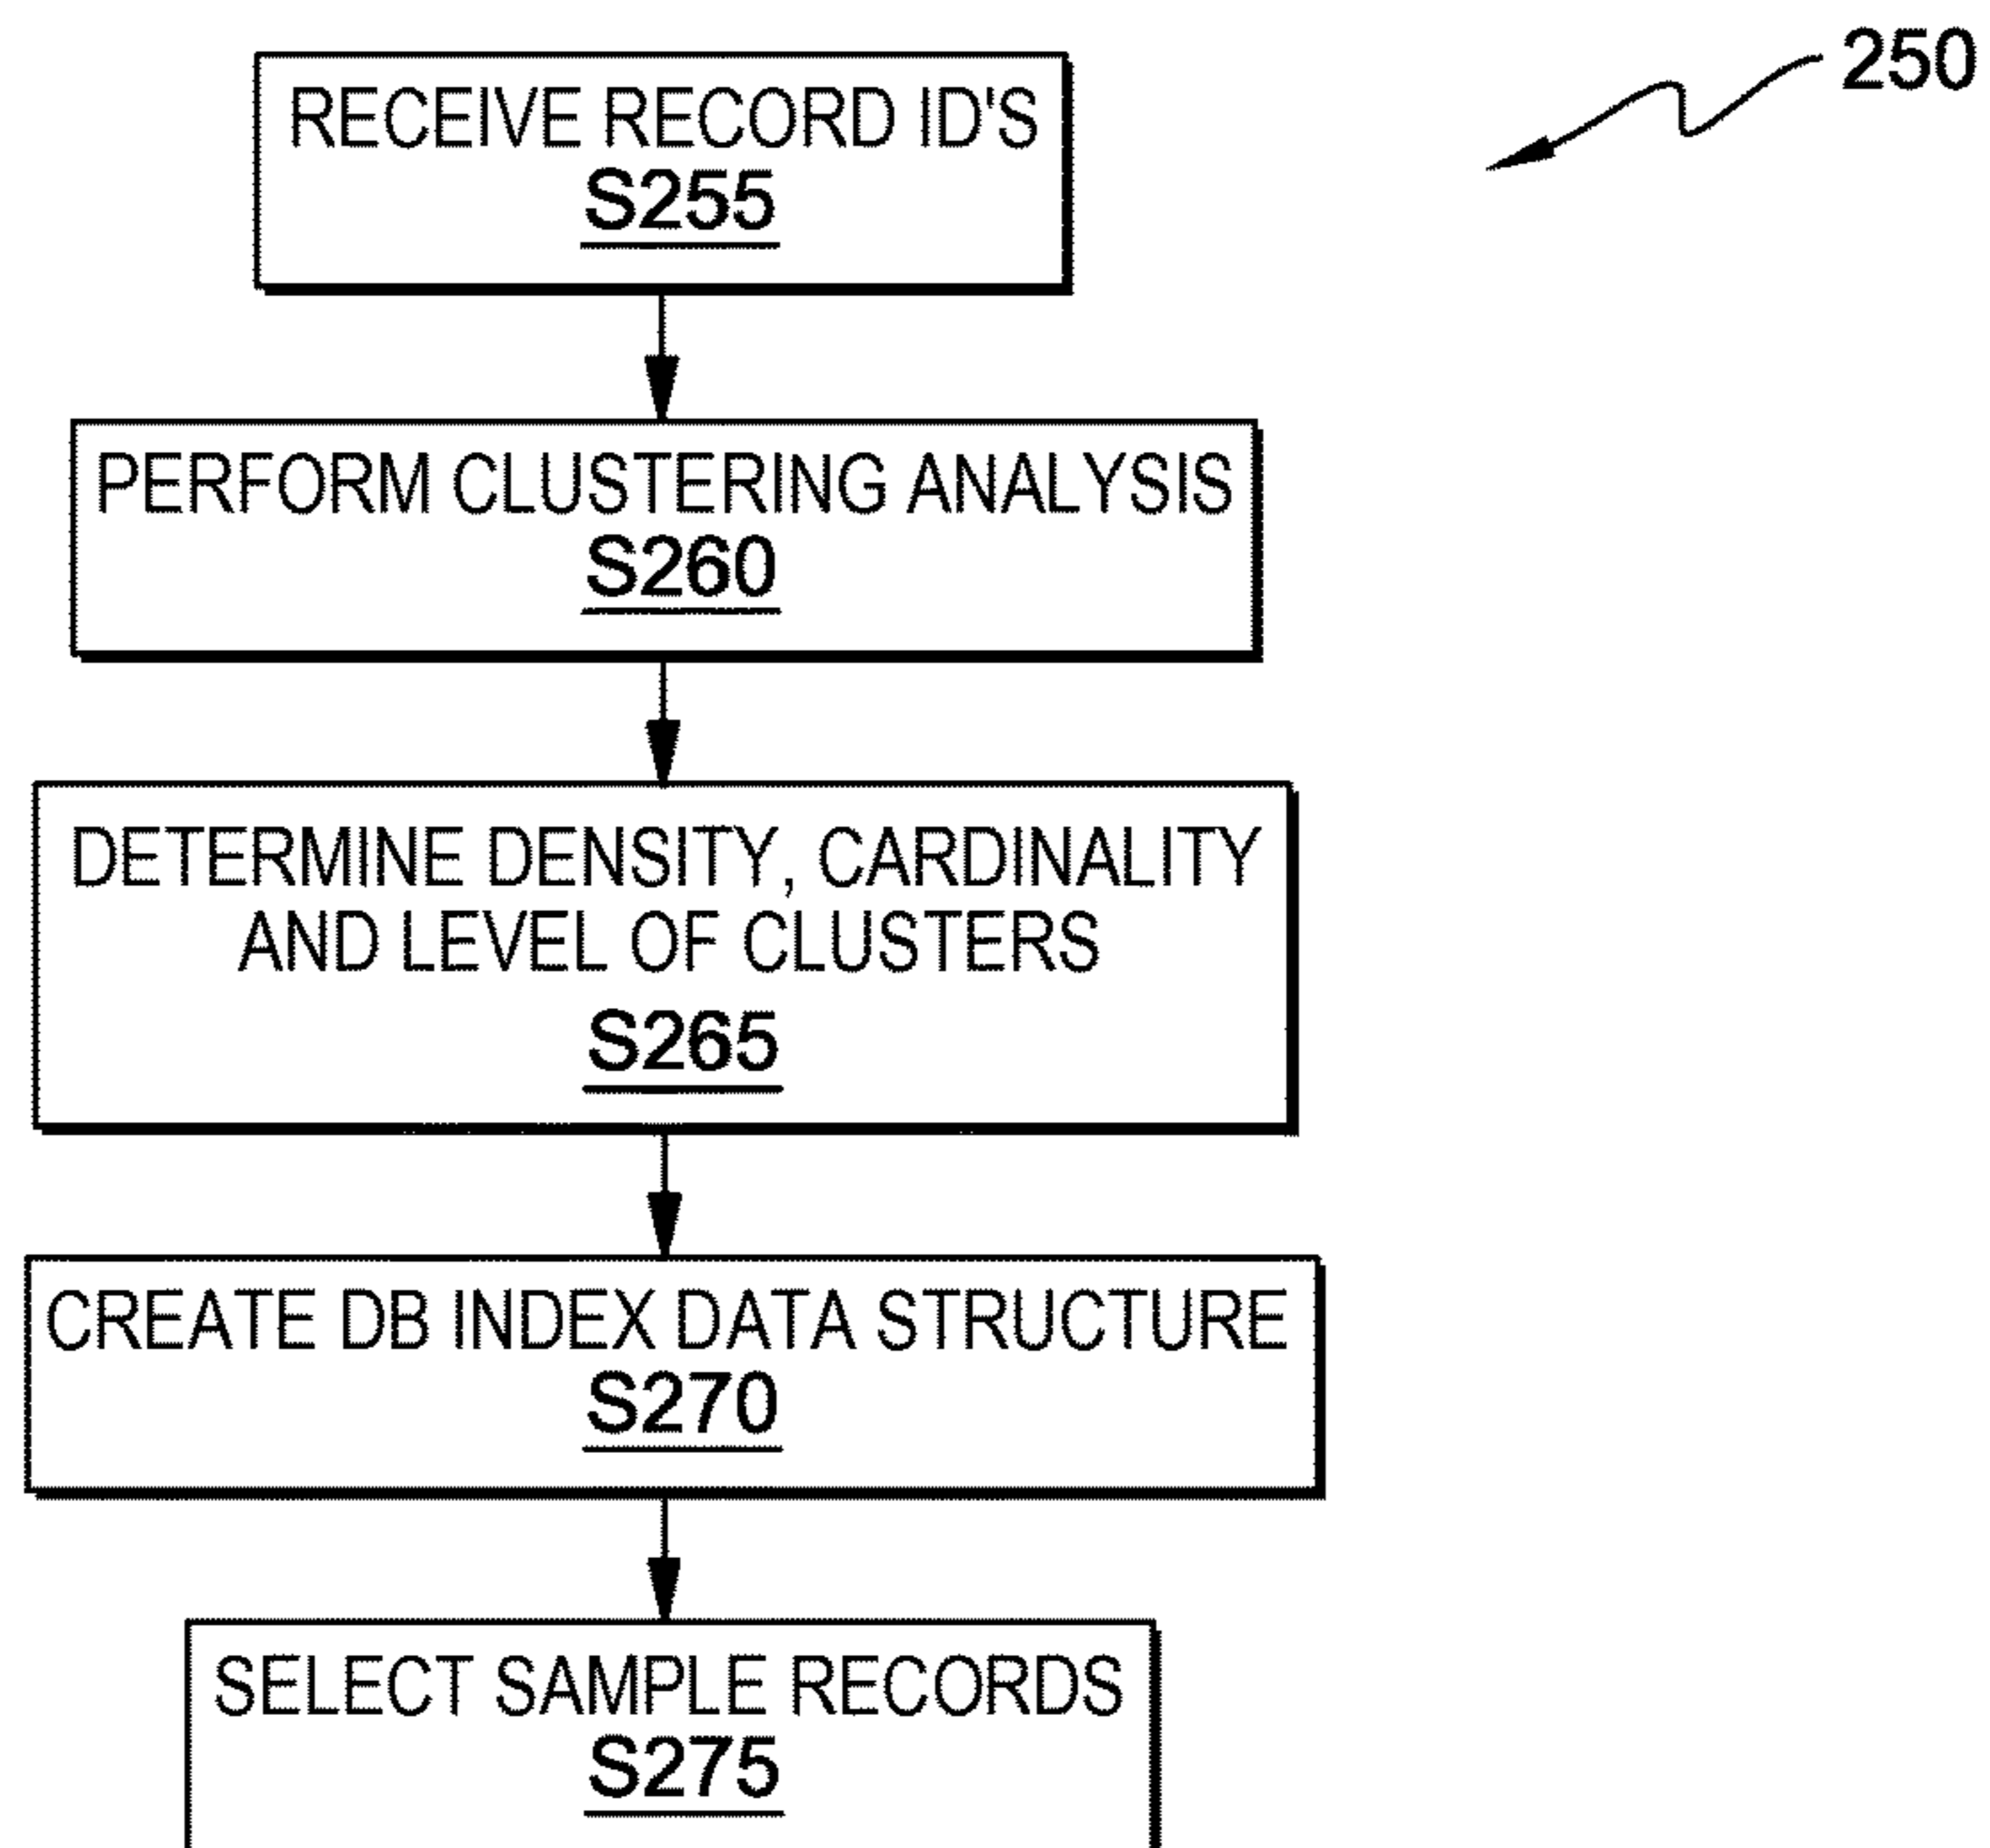 250
RECEIVE RECORD ID'S
S255
PERFORM CLUSTERING ANALYSIS
S260
DETERMINE DENSITY, CARDINALITY
AND LEVEL OF CLUSTERS
S265
CREATE DB INDEX DATA STRUCTURE
S270
SELECT SAMPLE RECORDS
S275